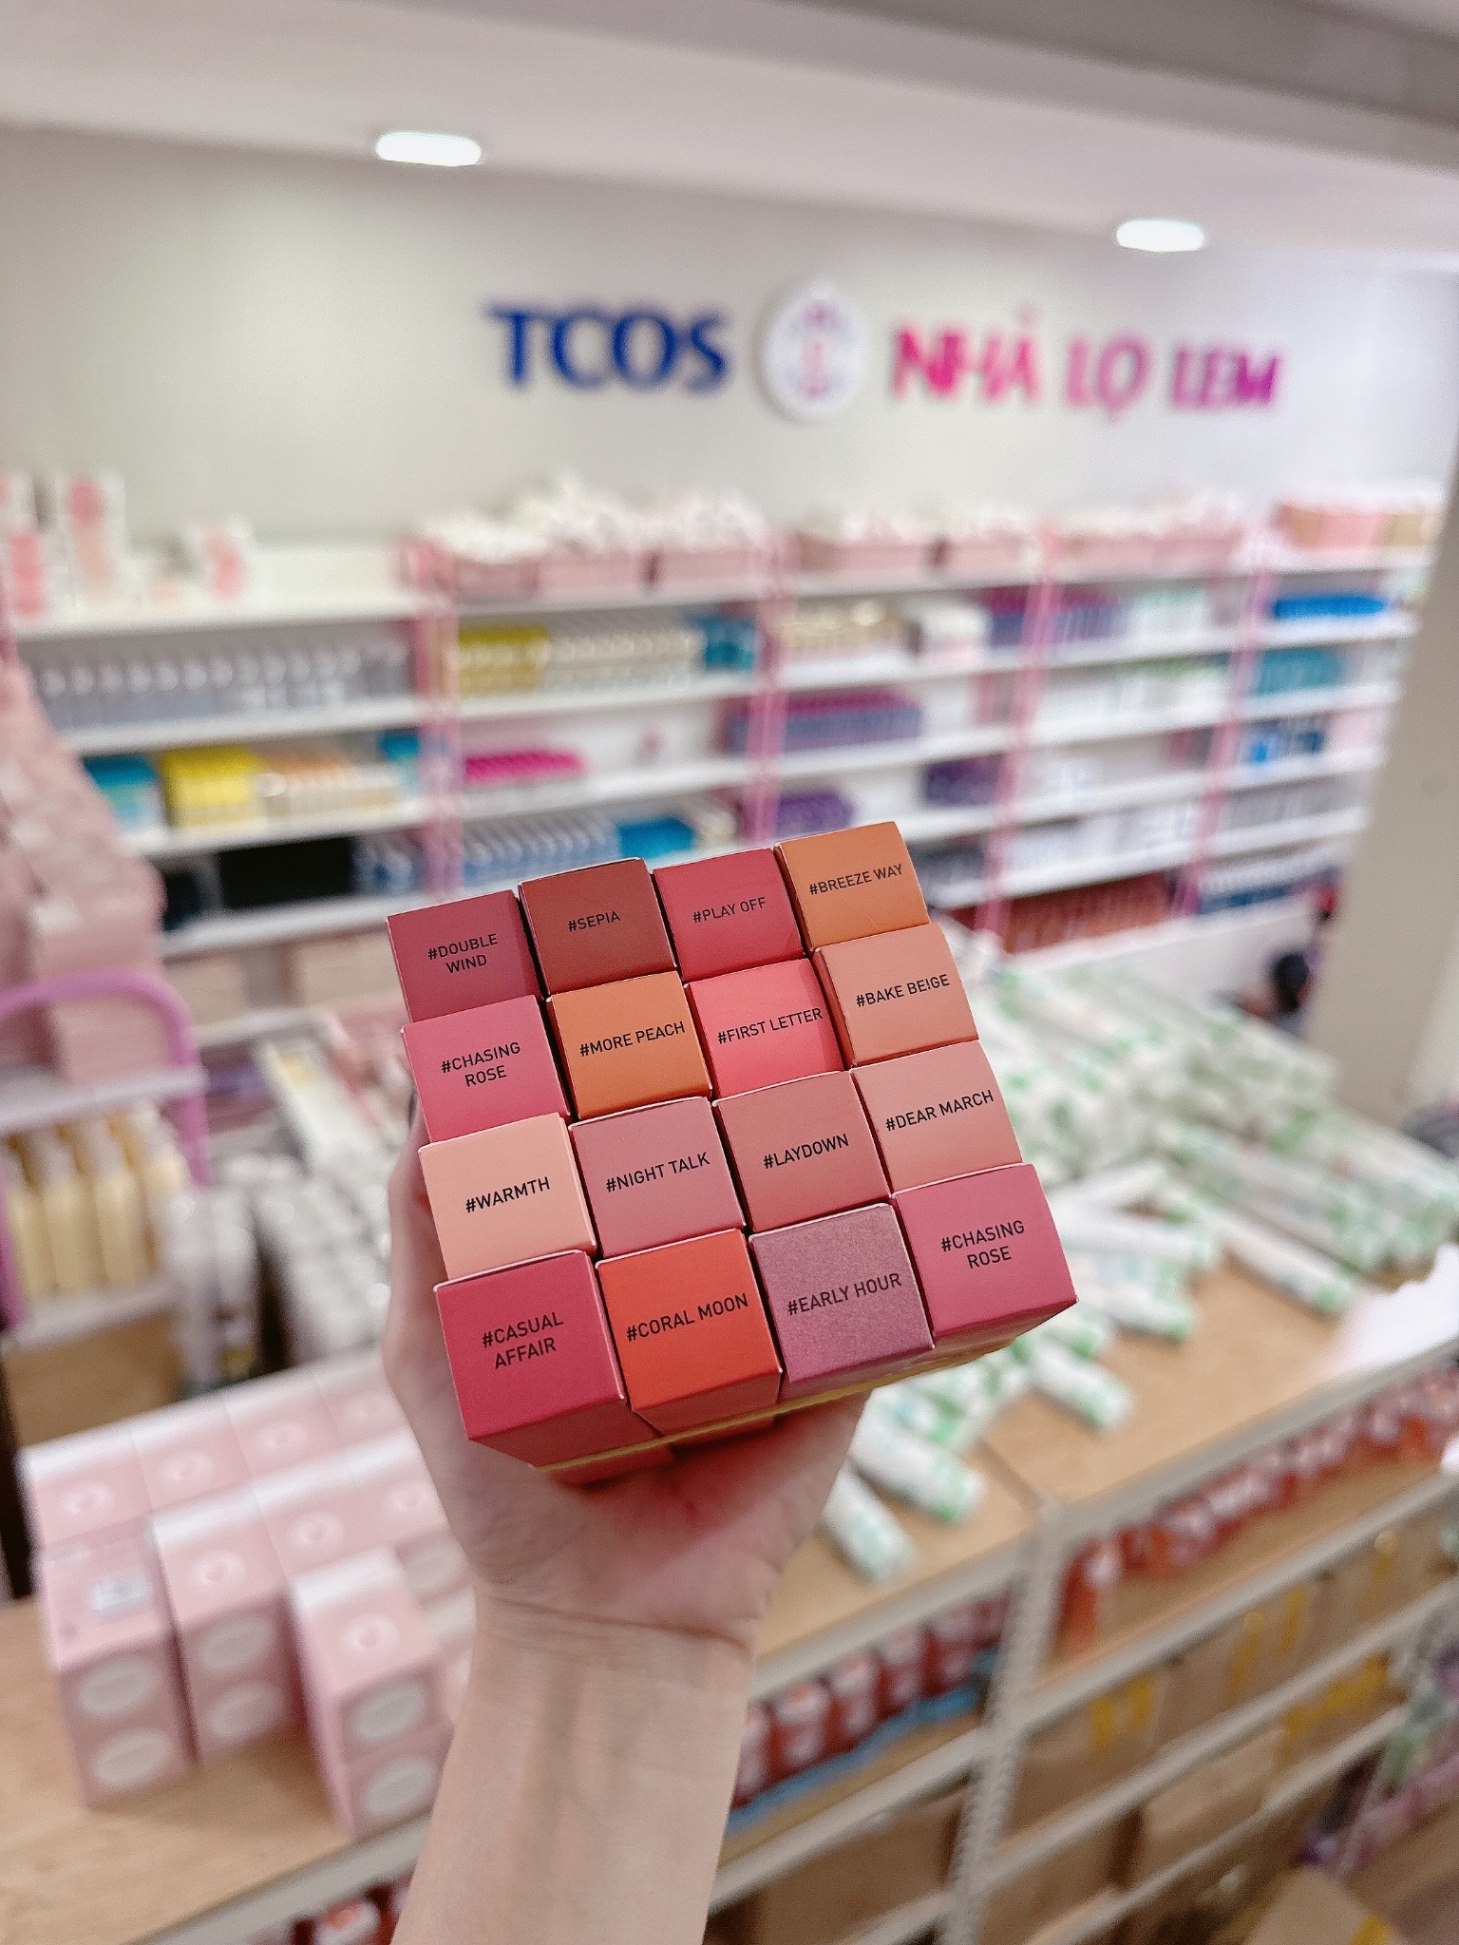 TCOS NHÀ LỌ LEM
#DOUBLE
WIND
#SEPIA
#PLAY OFF
#BREEZE WAY
#CHASING
ROSE
#MORE PEACH
#FIRST LETTER
#BAKE BEIGE
#WARMTH
#NIGHT TALK
#LAYDOWN
#DEAR MARCH
#CASUAL
AFFAIR
#CORAL MOON
#EARLY HOUR
#CHASING
ROSE